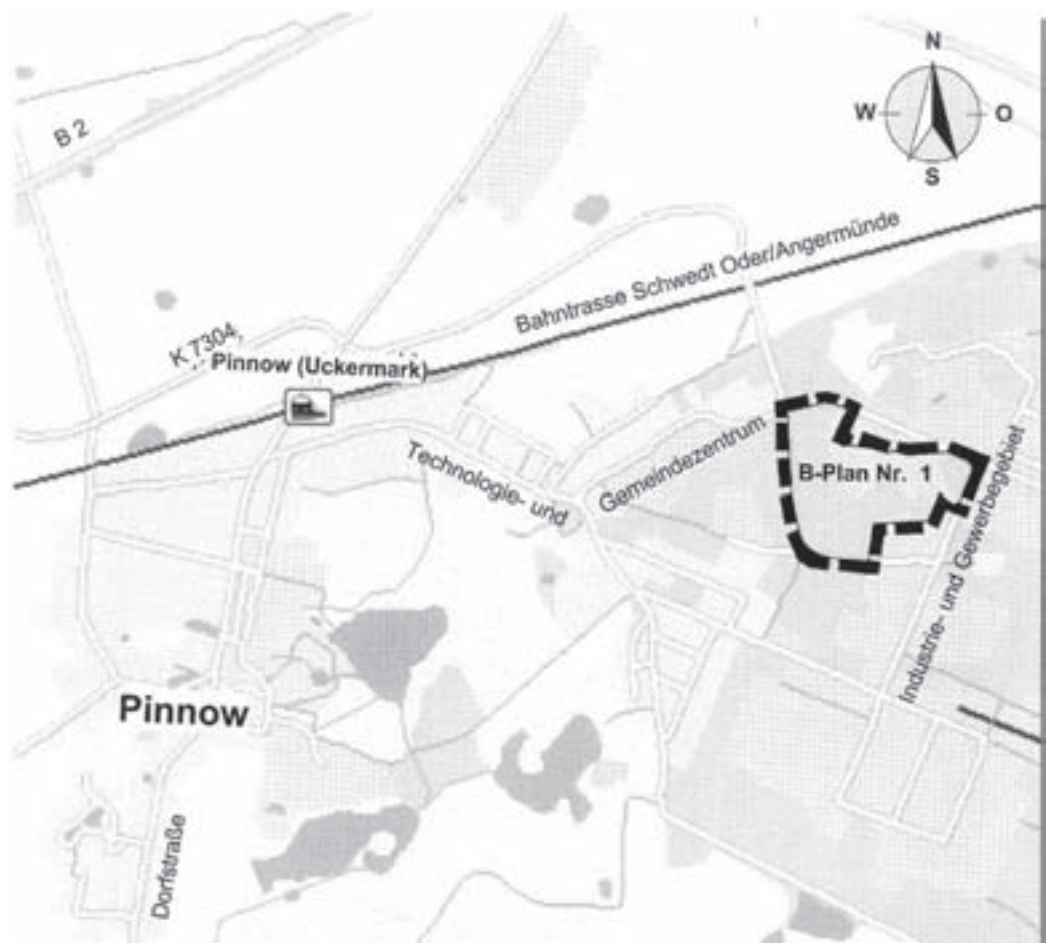 N
W
O
S
B 2
Bahntrasse Schwedt Oder/Angermünde
K 7304
Pinnow (Uckermark)
Technologie- und
Gemeindezentrum
B-Plan Nr. 1
Industrie- und Gewerbegebiet
Pinnow
Dorfstraße